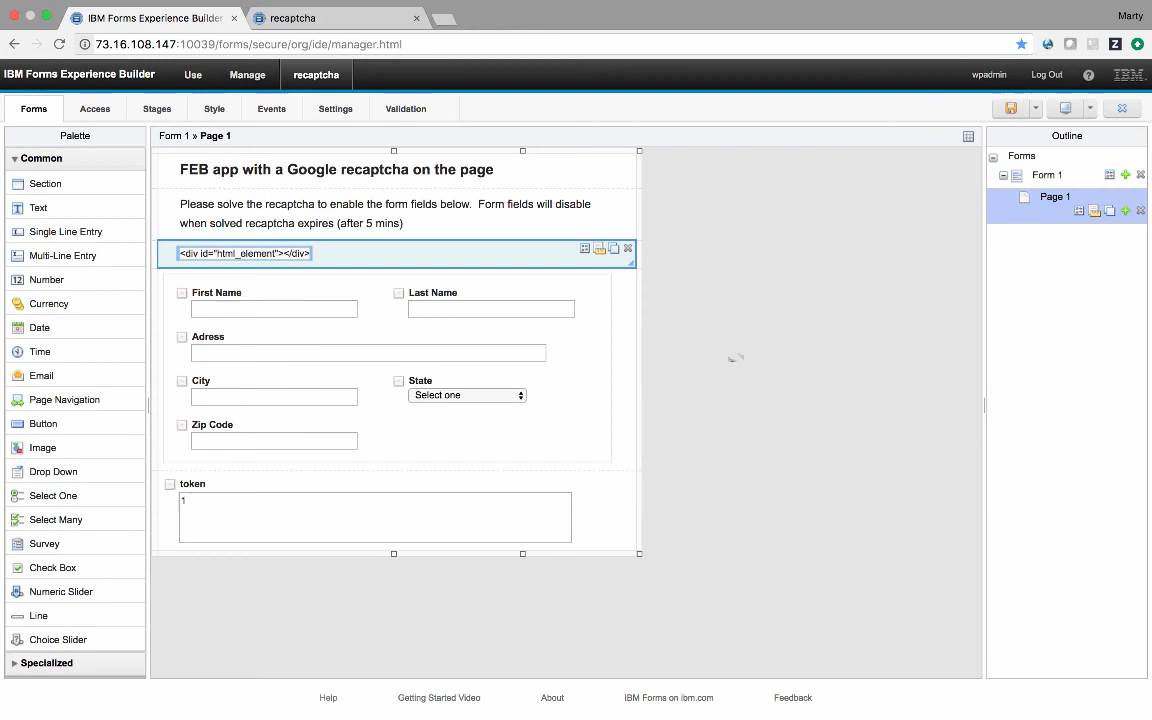 IBM Forms Experience Builder
recaptcha
Marty
73.16.108.147:10039/forms/secure/org/ide/manager.html
IBM Forms Experience Builder
Use
Manage
recaptcha
wpadmin
Log Out
?
IBM
Forms
Access
Stages
Style
Events
Settings
Validation
Palette
Form 1 » Page 1
Outline
Common
Section
Text
Single Line Entry
Multi-Line Entry
Number
Currency
Date
Time
Email
Page Navigation
Button
Image
Drop Down
Select One
Select Many
Survey
Check Box
Numeric Slider
Line
Choice Slider
Specialized
FEB app with a Google recaptcha on the page
Please solve the recaptcha to enable the form fields below. Form fields will disable
when solved recaptcha expires (after 5 mins)
<div id="html_element"></div>
First Name
Last Name
Adress
City
State
Select one
Zip Code
token
1
Forms
Form 1
Page 1
Help
Getting Started Video
About
IBM Forms on ibm.com
Feedback